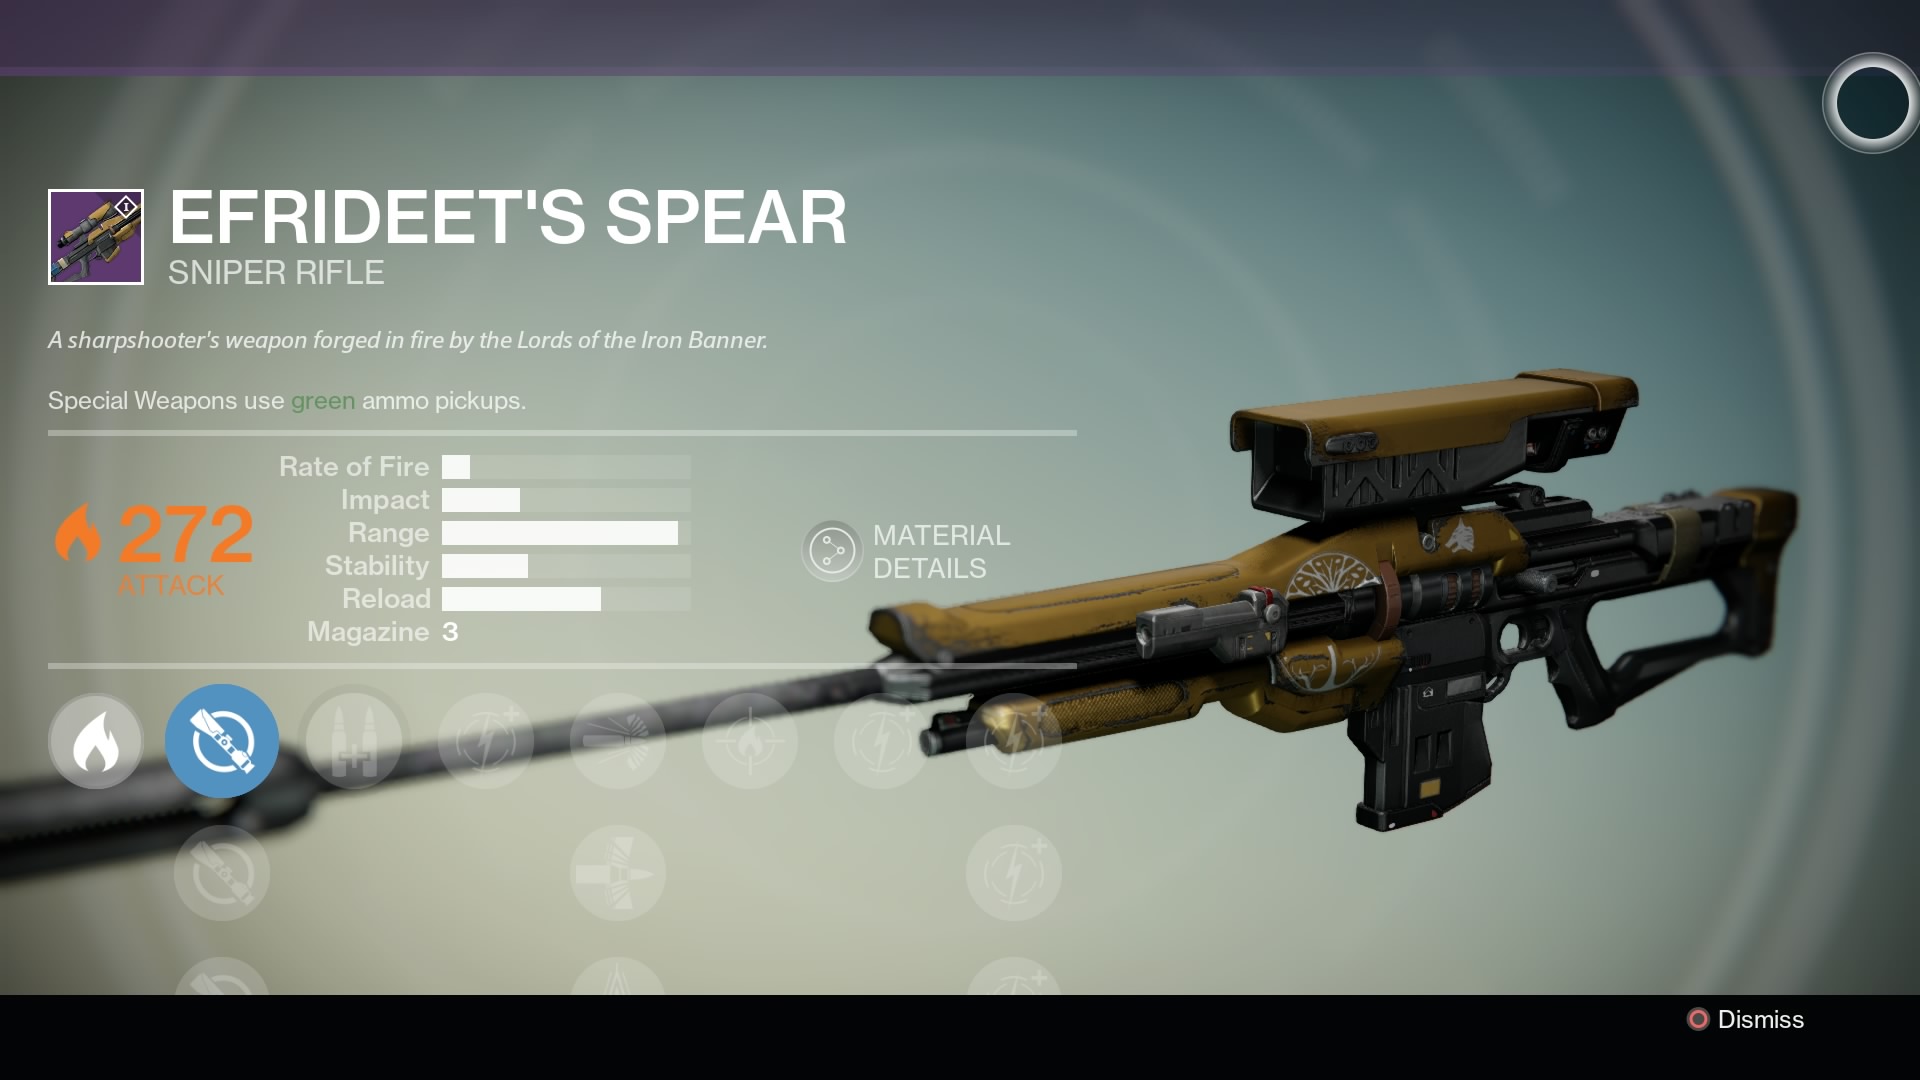 EFRIDEET'S SPEAR
SNIPER RIFLE
A sharpshooter's weapon forged in fire by the Lords of the Iron Banner.
Special Weapons use green ammo pickups.
272
ATTACK
Rate of Fire
Impact
Range
Stability
Reload
Magazine 3
MATERIAL
DETAILS
Dismiss